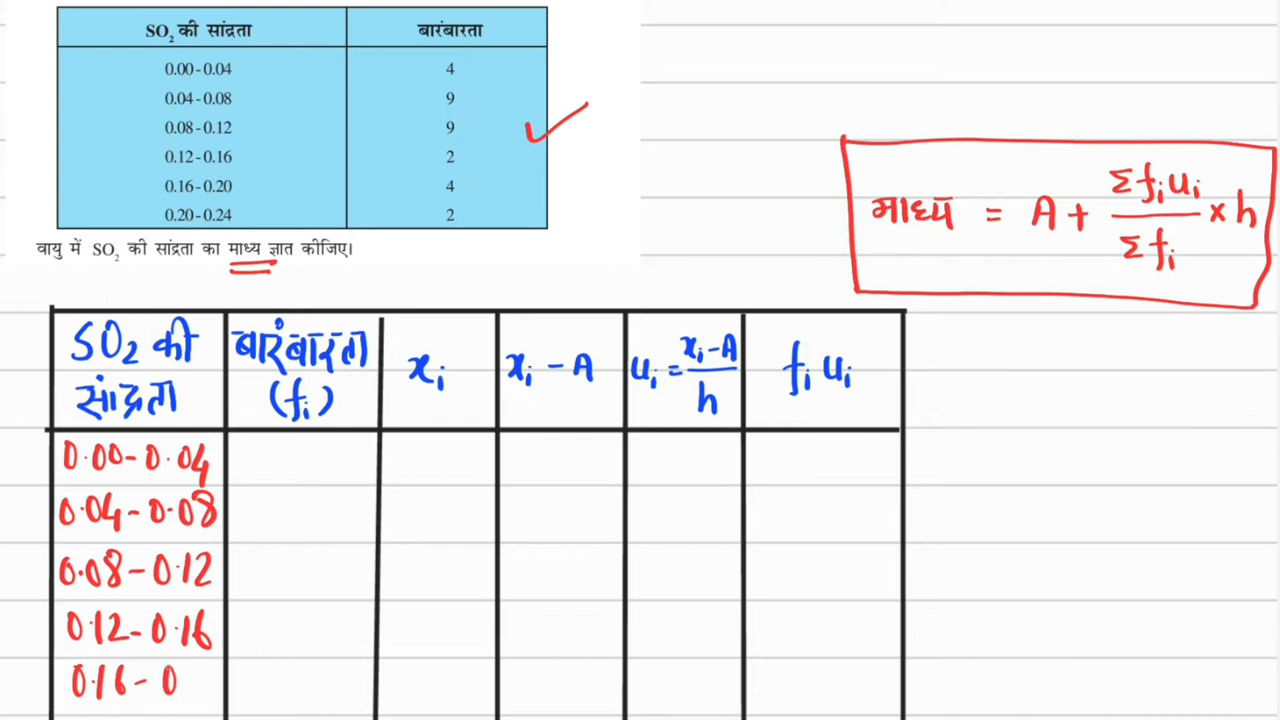 SO₂ की सांद्रता बारंबारता
0.00 - 0.04 4
0.04 - 0.08 9
0.08 - 0.12 9
0.12 - 0.16 2
0.16 - 0.20 4
0.20 - 0.24 2
वायु में SO₂ की सांद्रता का माध्य ज्ञात कीजिए।
माध्य = A + Σfᵢuᵢ / Σfᵢ × h
SO₂ की सांद्रता बारंबारता (fᵢ) xᵢ xᵢ - A uᵢ = xᵢ - A / h fᵢ uᵢ
0.00 - 0.04
0.04 - 0.08
0.08 - 0.12
0.12 - 0.16
0.16 - 0